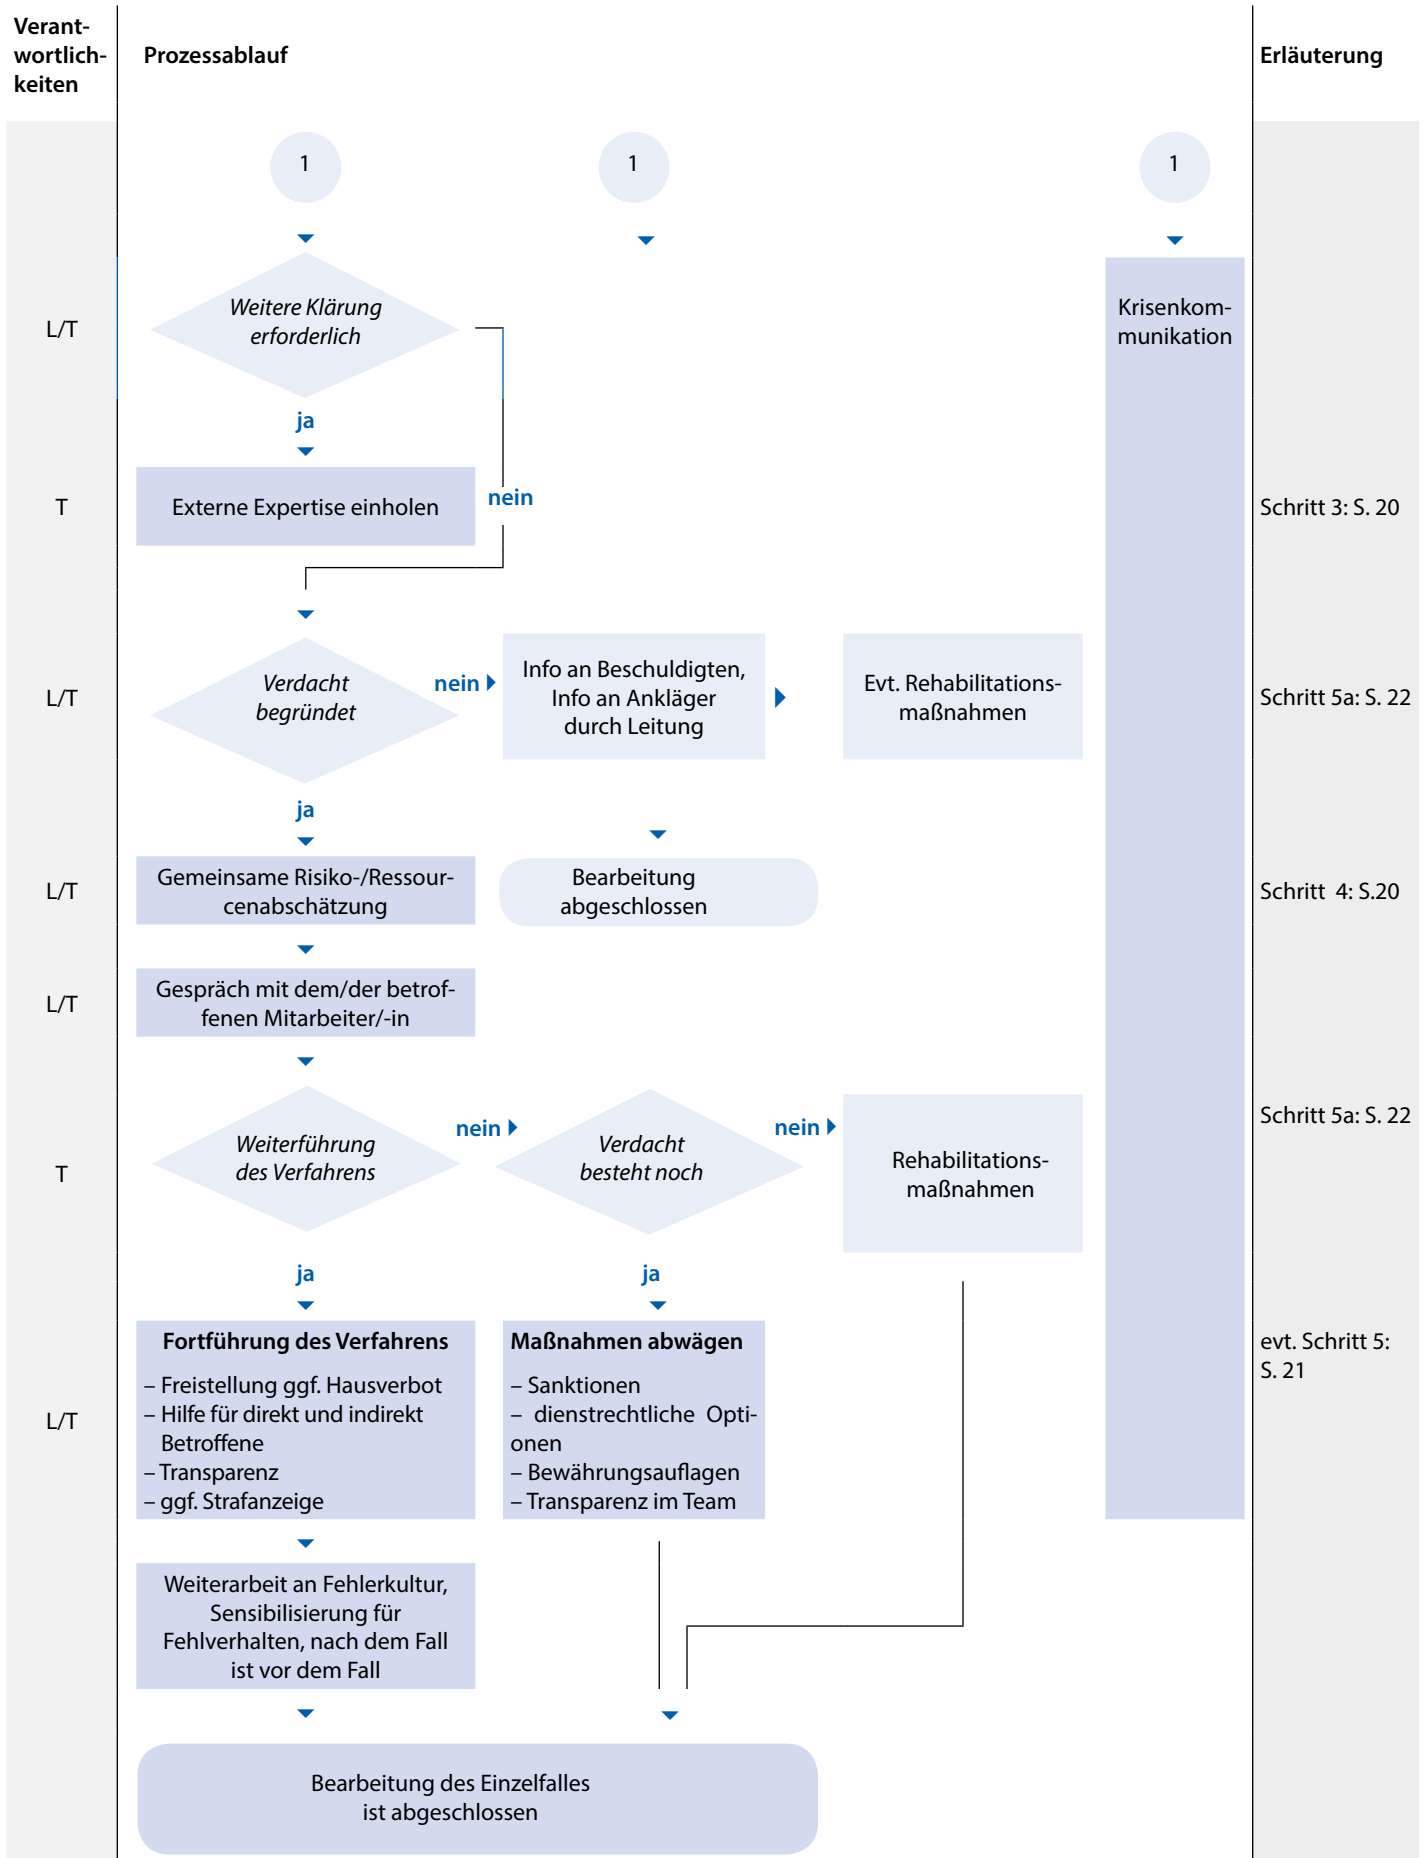 Verant-
wortlich-
keiten
Prozessablauf
Erläuterung
1
1
1
L/T
Weitere Klärung
erforderlich
Krisenkom-
munikation
ja
T
Externe Expertise einholen
nein
Schritt 3: S. 20
L/T
Verdacht
begründet
nein
Info an Beschuldigten,
Info an Ankläger
durch Leitung
Evt. Rehabilitations-
maßnahmen
Schritt 5a: S. 22
ja
L/T
Gemeinsame Risiko-/Ressour-
cenabschätzung
Bearbeitung
abgeschlossen
Schritt 4: S.20
L/T
Gespräch mit dem/der betrof-
fenen Mitarbeiter/-in
T
Weiterführung
des Verfahrens
nein
Verdacht
besteht noch
nein
Rehabilitations-
maßnahmen
Schritt 5a: S. 22
ja
ja
L/T
Fortführung des Verfahrens
– Freistellung ggf. Hausverbot
– Hilfe für direkt und indirekt
Betroffene
– Transparenz
– ggf. Strafanzeige
Maßnahmen abwägen
– Sanktionen
– dienstrechtliche Opti-
onen
– Bewährungsauflagen
– Transparenz im Team
evt. Schritt 5:
S. 21
Weiterarbeit an Fehlerkultur,
Sensibilisierung für
Fehlverhalten, nach dem Fall
ist vor dem Fall
Bearbeitung des Einzelfalles
ist abgeschlossen